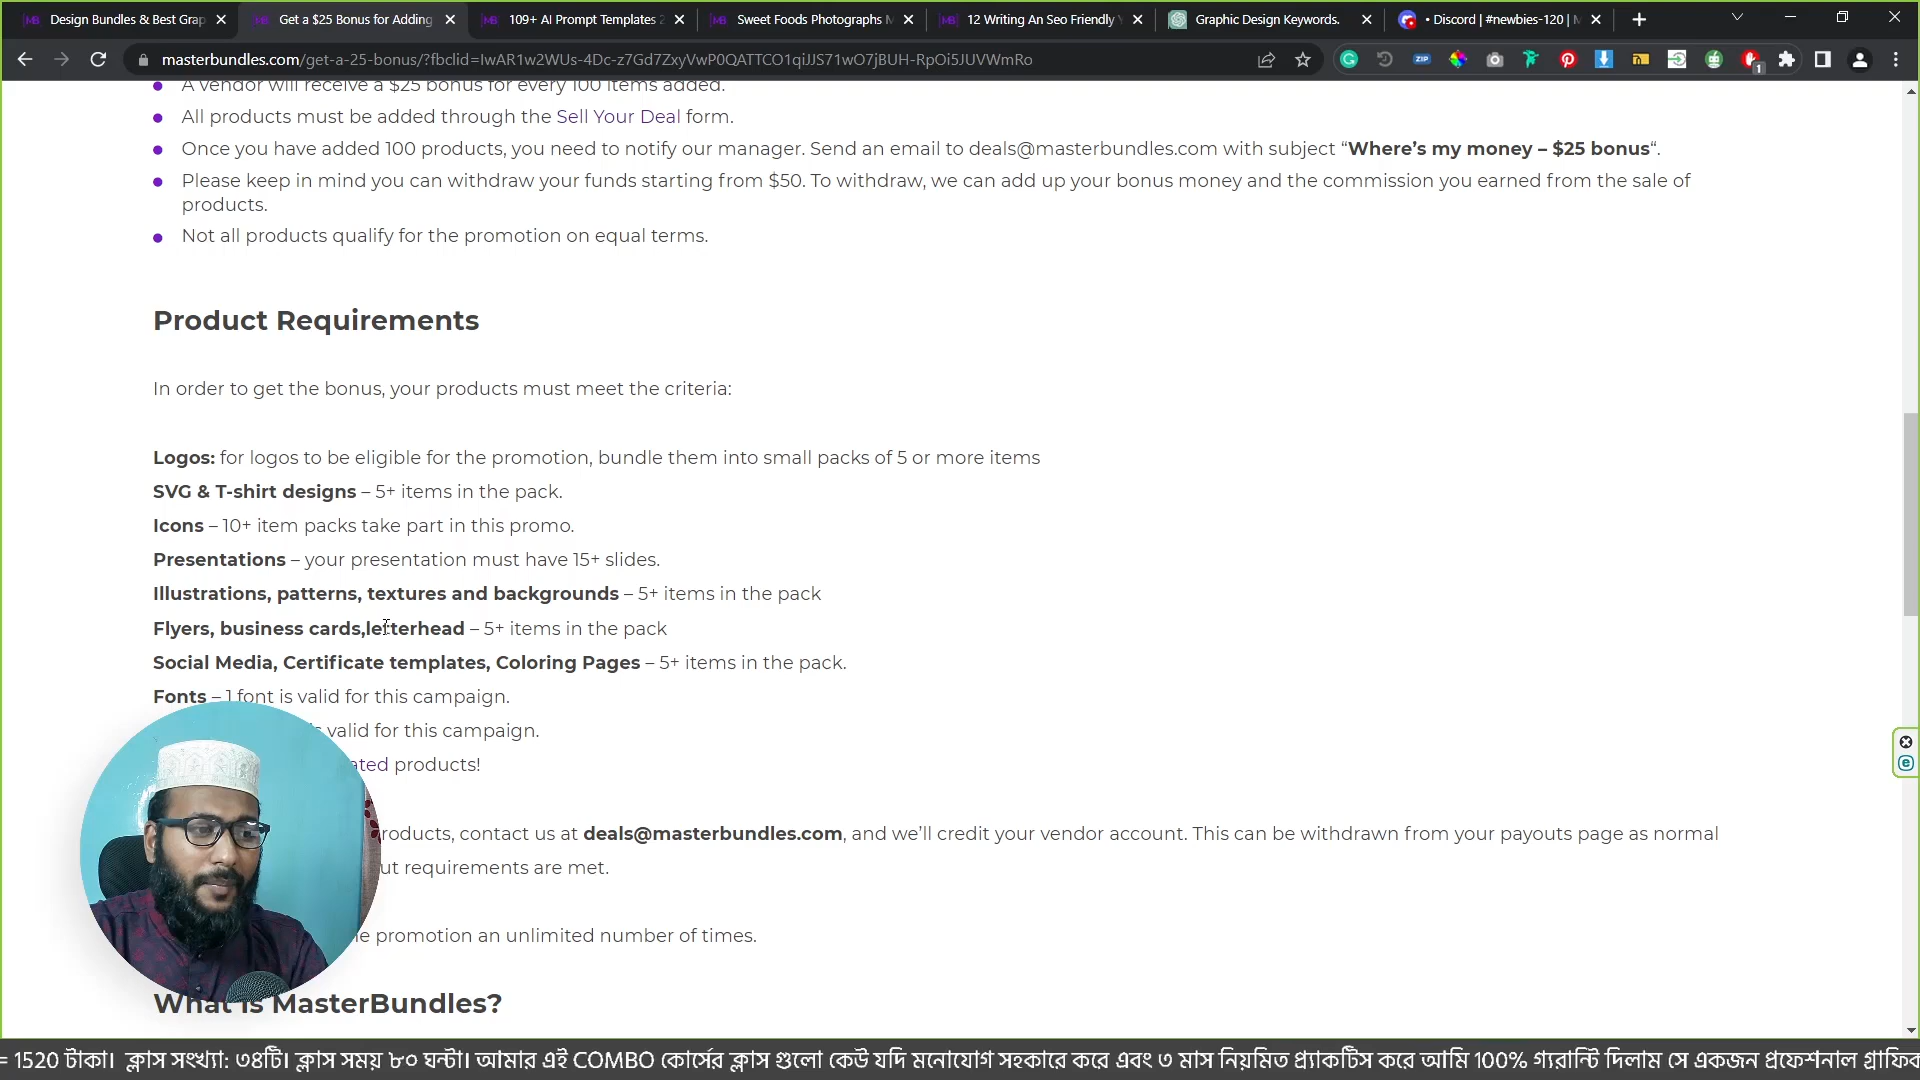 Design Bundles & Best Grap
Get a $25 Bonus for Adding
109+ AI Prompt Templates 2
Sweet Foods Photographs M
12 Writing An Seo Friendly
Graphic Design Keywords.
• Discord | #newbies-120 |
masterbundles.com/get-a-25-bonus/?fbclid=IwAR1w2WUs-4Dc-z7Gd7ZxyVwP0QATTCO1qiJJS71wO7jBUH-RpOi5JUVWmRo
A vendor will receive a $25 bonus for every 100 items added.
All products must be added through the Sell Your Deal form.
Once you have added 100 products, you need to notify our manager. Send an email to deals@masterbundles.com with subject “Where’s my money – $25 bonus“.
Please keep in mind you can withdraw your funds starting from $50. To withdraw, we can add up your bonus money and the commission you earned from the sale of
products.
Not all products qualify for the promotion on equal terms.
Product Requirements
In order to get the bonus, your products must meet the criteria:
Logos: for logos to be eligible for the promotion, bundle them into small packs of 5 or more items
SVG & T-shirt designs – 5+ items in the pack.
Icons – 10+ item packs take part in this promo.
Presentations – your presentation must have 15+ slides.
Illustrations, patterns, textures and backgrounds – 5+ items in the pack
Flyers, business cards,letterhead – 5+ items in the pack
Social Media, Certificate templates, Coloring Pages – 5+ items in the pack.
Fonts – 1 font is valid for this campaign.
valid for this campaign.
ated products!
roducts, contact us at deals@masterbundles.com, and we’ll credit your vendor account. This can be withdrawn from your payouts page as normal
ut requirements are met.
e promotion an unlimited number of times.
What is MasterBundles?
= 1520 টাকা। ক্লাস সংখ্যা: ৩৪টি। ক্লাস সময় ৮০ ঘন্টা। আমার এই COMBO কোর্সের ক্লাস গুলো কেউ যদি মনোযোগ সহকারে করে এবং ৩ মাস নিয়মিত প্র্যাকটিস করে আমি 100% গ্যরান্টি দিলাম সে একজন প্রফেশনাল গ্রাফিক